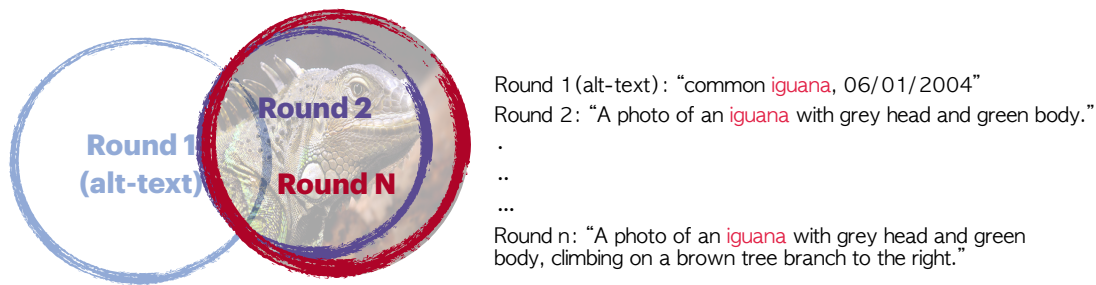 Round 1
(alt-text)
Round 2
Round N
Round 1(alt-text): “common iguana, 06/01/2004”
Round 2: “A photo of an iguana with grey head and green body.”
.
..
...
Round n: “A photo of an iguana with grey head and green
body, climbing on a brown tree branch to the right.”